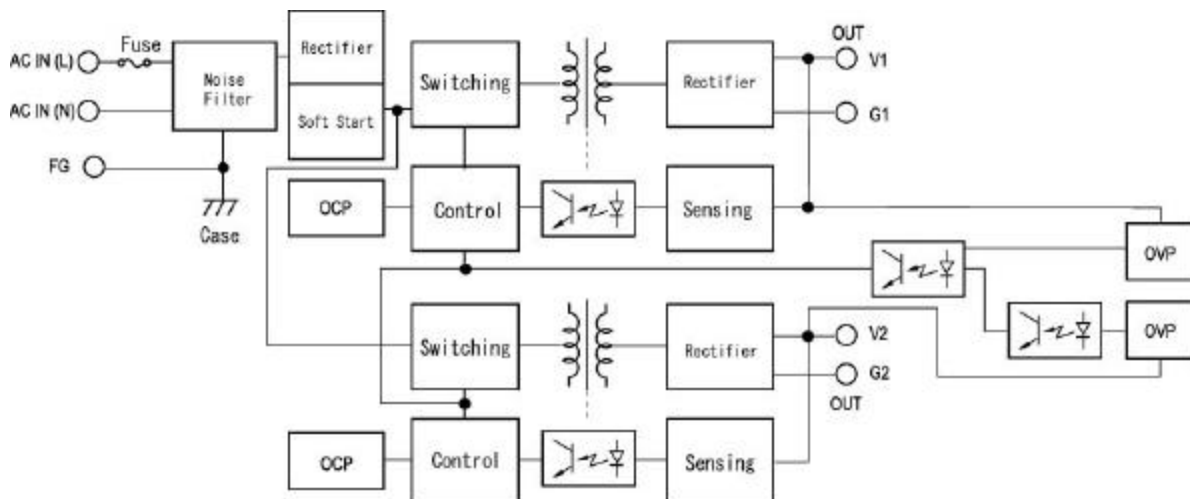 OUT
AC IN (L)
Fuse
Noise
Filter
Rectifier
Soft Start
Switching
Rectifier
V1
AC IN (N)
G1
FG
Case
OCP
Control
Sensing
OVP
OVP
Switching
Rectifier
V2
G2
OUT
OCP
Control
Sensing